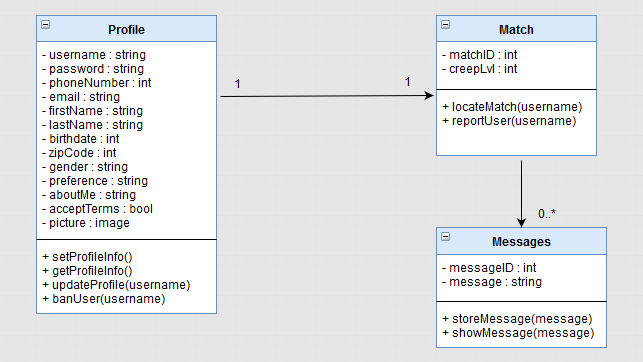 Profile
- username : string
- password : string
- phoneNumber : int
- email : string
- firstName : string
- lastName : string
- birthdate : int
- zipCode : int
- gender : string
- preference : string
- aboutMe : string
- acceptTerms : bool
- picture : image
+ setProfileInfo()
+ getProfileInfo()
+ updateProfile(username)
+ banUser(username)
1
1
Match
- matchID : int
- creepLvl : int
+ locateMatch(username)
+ reportUser(username)
0..*
Messages
- messageID : int
- message : string
+ storeMessage(message)
+ showMessage(message)